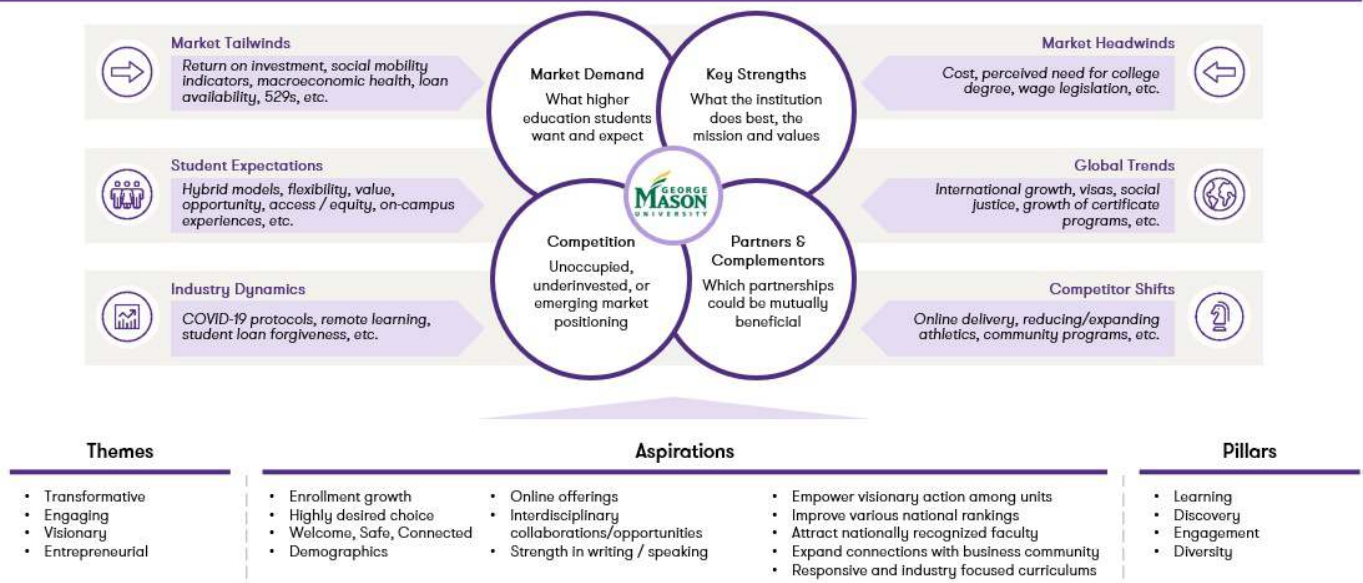 Market Tailwinds
Return on investment, social mobility
indicators, macroeconomic health, loan
availability, 529s, etc.
Student Expectations
Hybrid models, flexibility, value,
opportunity, access / equity, on-campus
experiences, etc.
Industry Dynamics
COVID-19 protocols, remote learning,
student loan forgiveness, etc.
Market Demand
What higher
education students
want and expect
Key Strengths
What the institution
does best, the
mission and values
GEORGE
MASON
UNIVERSITY
Competition
Unoccupied,
underinvested, or
emerging market
positioning
Partners &
Complementors
Which partnerships
could be mutually
beneficial
Market Headwinds
Cost, perceived need for college
degree, wage legislation, etc.
Global Trends
International growth, visas, social
justice, growth of certificate
programs, etc.
Competitor Shifts
Online delivery, reducing/expanding
athletics, community programs, etc.
Themes
• Transformative
• Engaging
• Visionary
• Entrepreneurial
Aspirations
• Enrollment growth
• Highly desired choice
• Welcome, Safe, Connected
• Demographics
• Online offerings
• Interdisciplinary
collaborations/opportunities
• Strength in writing / speaking
• Empower visionary action among units
• Improve various national rankings
• Attract nationally recognized faculty
• Expand connections with business community
• Responsive and industry focused curriculums
Pillars
• Learning
• Discovery
• Engagement
• Diversity